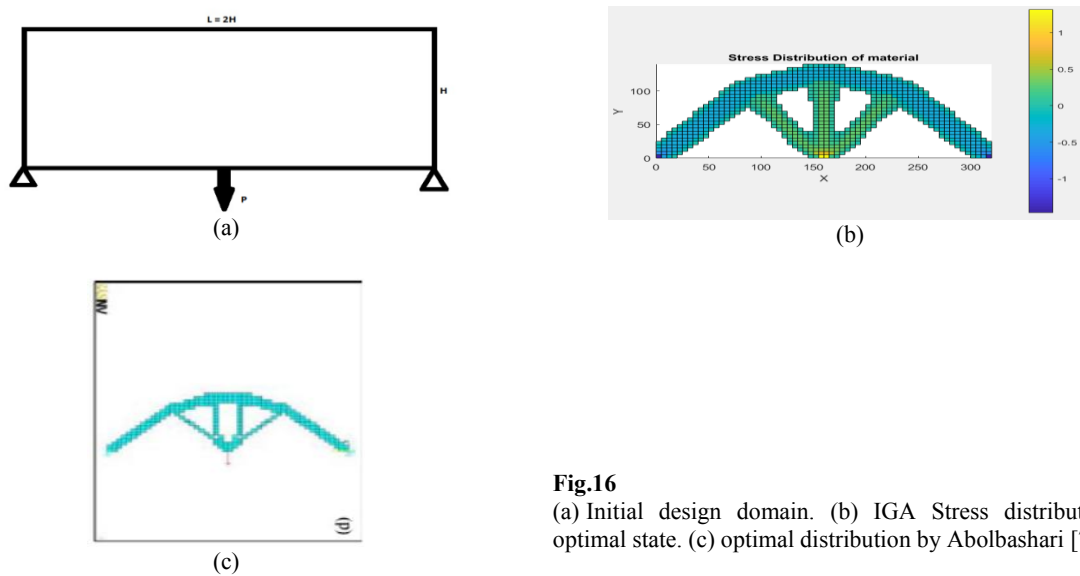 L = 2H
H
P
(a)
Stress Distribution of material
Y
100
50
0
0 50 100 150 200 250 300
X
1
0.5
0
-0.5
-1
(b)
(p)
(c)
Fig.16
(a) Initial design domain. (b) IGA Stress distribut
optimal state. (c) optimal distribution by Abolbashari [